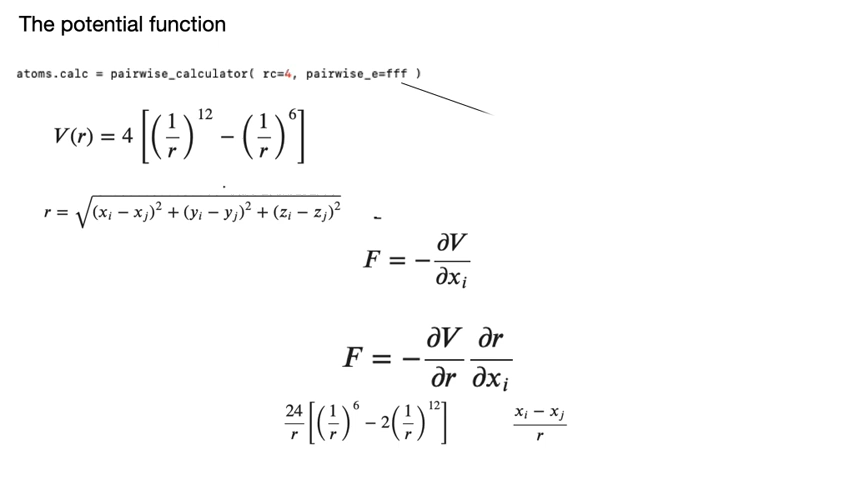 The potential function
atoms.calc = pairwise_calculator( rc=4, pairwise_e=fff )
V(r) = 4 [(1/r)^12 − (1/r)^6]
r = √((x_i − x_j)^2 + (y_i − y_j)^2 + (z_i − z_j)^2)
F = − ∂V/∂x_i
F = − ∂V/∂r ∂r/∂x_i
24/r [(1/r)^6 − 2(1/r)^12] (x_i − x_j)/r